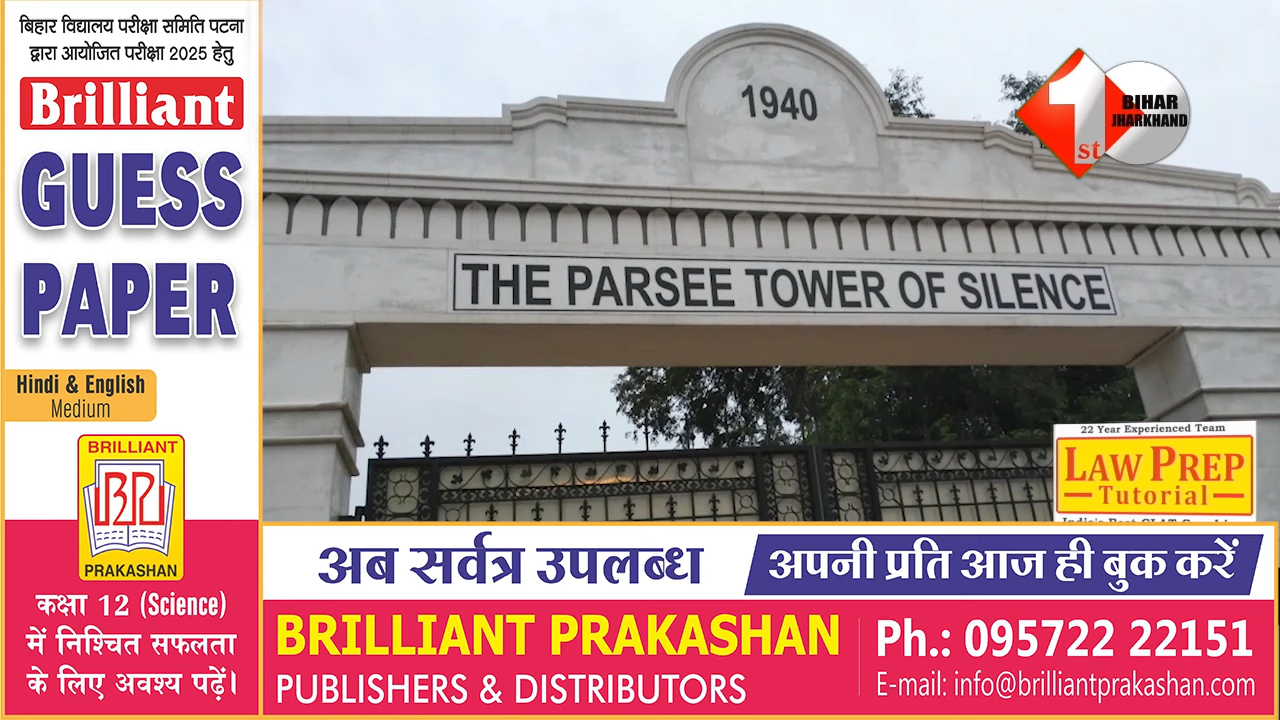 बिहार विद्यालय परीक्षा समिति पटना
द्वारा आयोजित परीक्षा 2025 हेतु
Brilliant
GUESS
PAPER
Hindi & English
Medium
BRILLIANT
BP
PRAKASHAN
कक्षा 12 (Science)
में निश्चित सफलता
के लिए अवश्य पढ़ें।
1940
THE PARSEE TOWER OF SILENCE
1st
BIHAR
JHARKHAND
22 Year Experienced Team
LAW PREP
Tutorial
अब सर्वत्र उपलब्ध
अपनी प्रति आज ही बुक करें
BRILLIANT PRAKASHAN
PUBLISHERS & DISTRIBUTORS
Ph.: 095722 22151
E-mail: info@brilliantprakashan.com